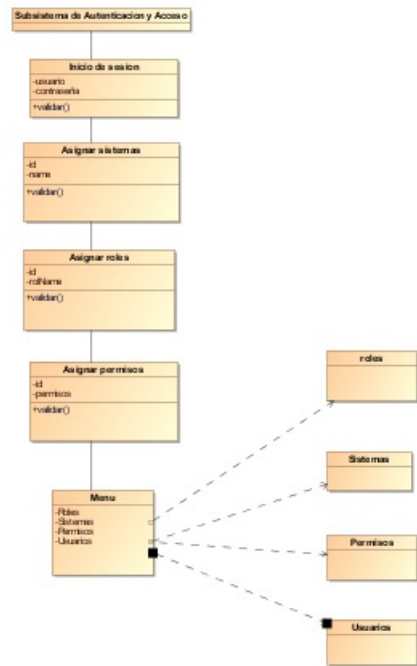 Subsistema de Autenticacion y Acceso
Inicio de sesion
-usuario
-contraseña
+validar()
Asignar sistemas
-id
-name
+validar()
Asignar roles
-id
-rolName
+validar()
Asignar permisos
-id
-permisos
+validar()
Menu
-Roles
-Sistemas
-Permisos
-Usuarios
roles
Sistemas
Permisos
Usuarios